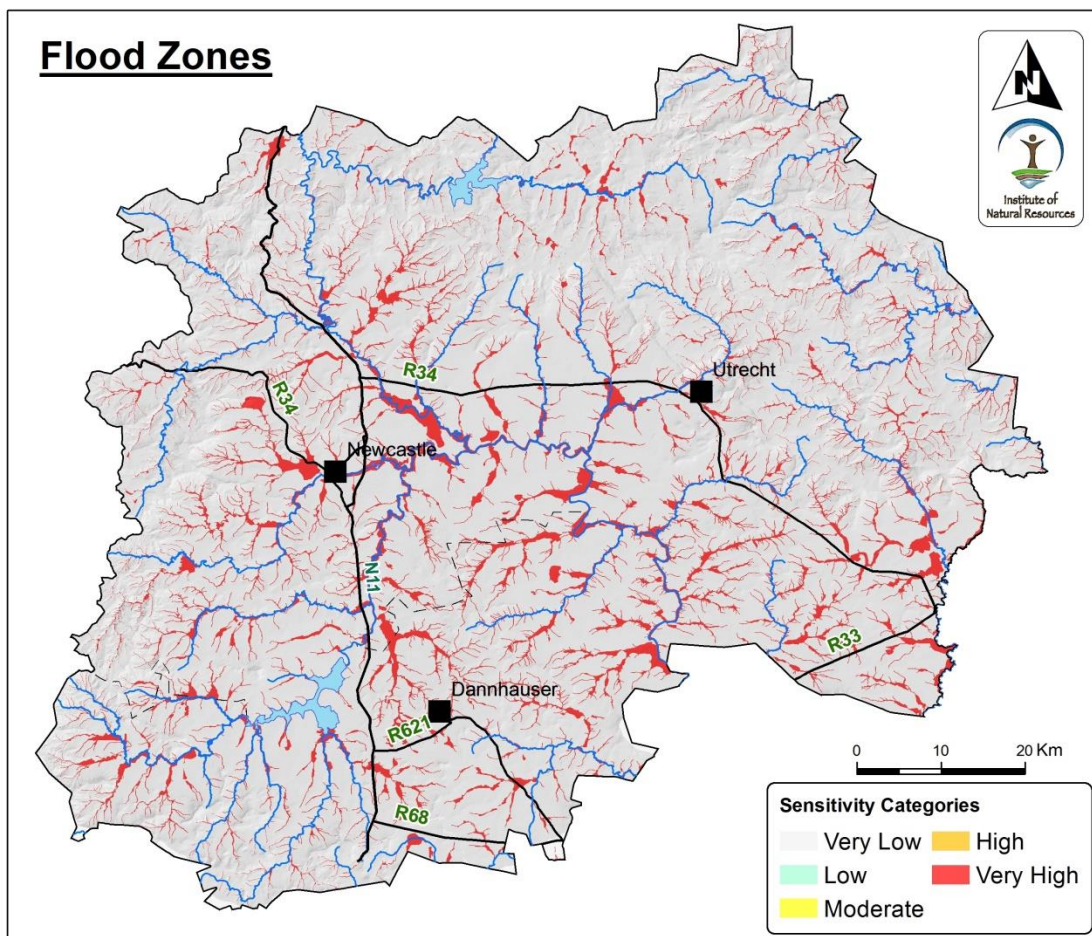 Flood Zones
N
Institute of
Natural Resources
R34
Utrecht
R34
Newcastle
N11
R33
Dannhauser
R621
R68
0 10 20 Km
Sensitivity Categories
Very Low
High
Low
Very High
Moderate